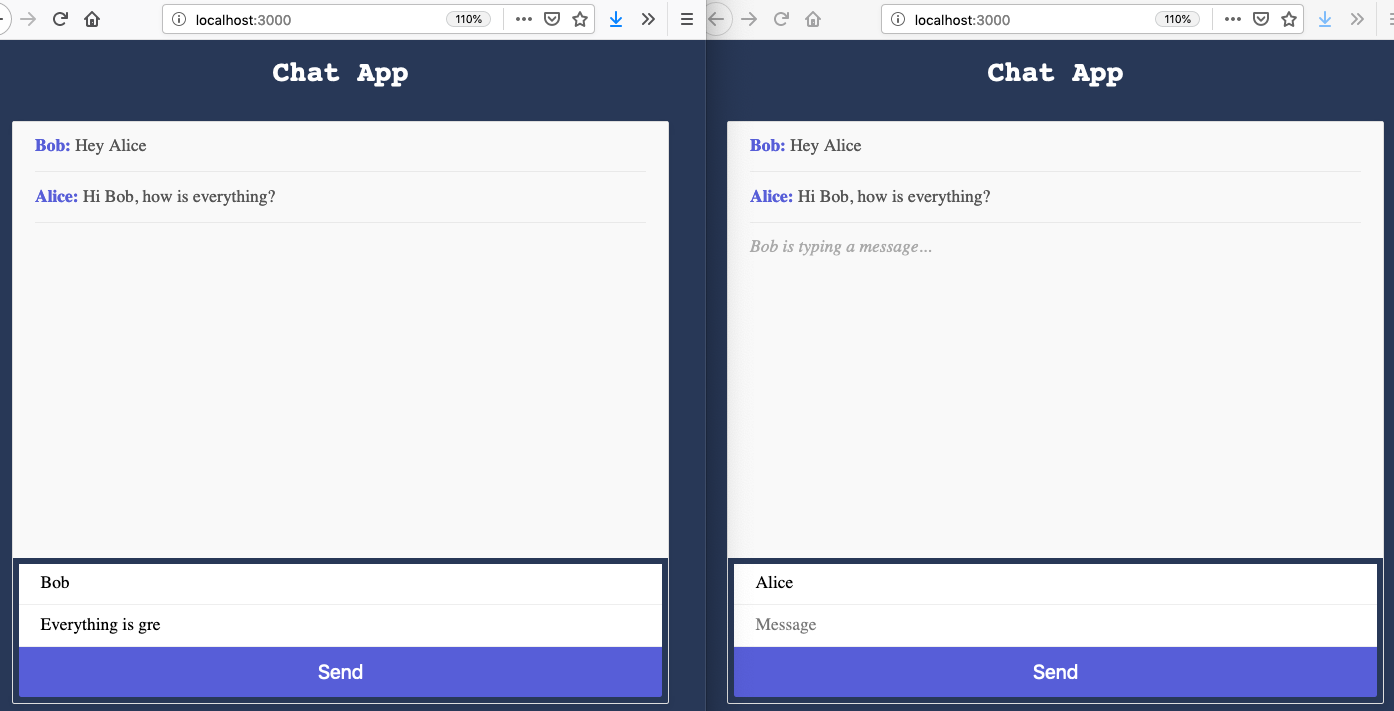 localhost:3000
110%
Chat App
Bob: Hey Alice
Alice: Hi Bob, how is everything?
Bob
Everything is gre
Send
localhost:3000
110%
Chat App
Bob: Hey Alice
Alice: Hi Bob, how is everything?
Bob is typing a message...
Alice
Message
Send